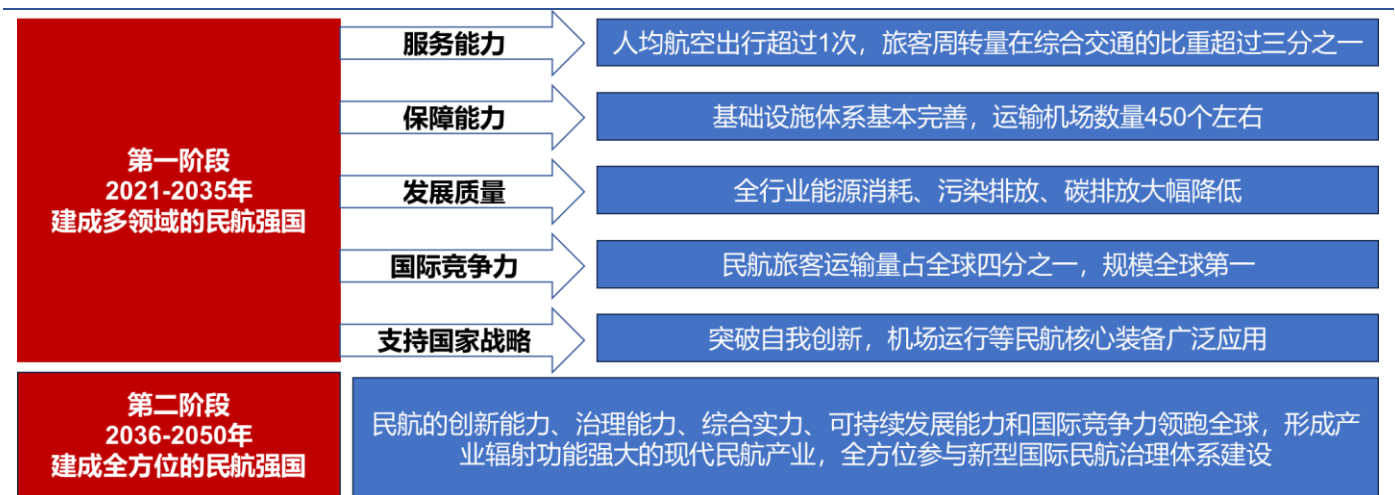 第一阶段
2021-2035年
建成多领域的民航强国
服务能力
人均航空出行超过1次，旅客周转量在综合交通的比重超过三分之一
保障能力
基础设施体系基本完善，运输机场数量450个左右
发展质量
全行业能源消耗、污染排放、碳排放大幅降低
国际竞争力
民航旅客运输量占全球四分之一，规模全球第一
支持国家战略
突破自我创新，机场运行等民航核心装备广泛应用
第二阶段
2036-2050年
建成全方位的民航强国
民航的创新能力、治理能力、综合实力、可持续发展能力和国际竞争力领跑全球，形成产
业辐射功能强大的现代民航产业，全方位参与新型国际民航治理体系建设